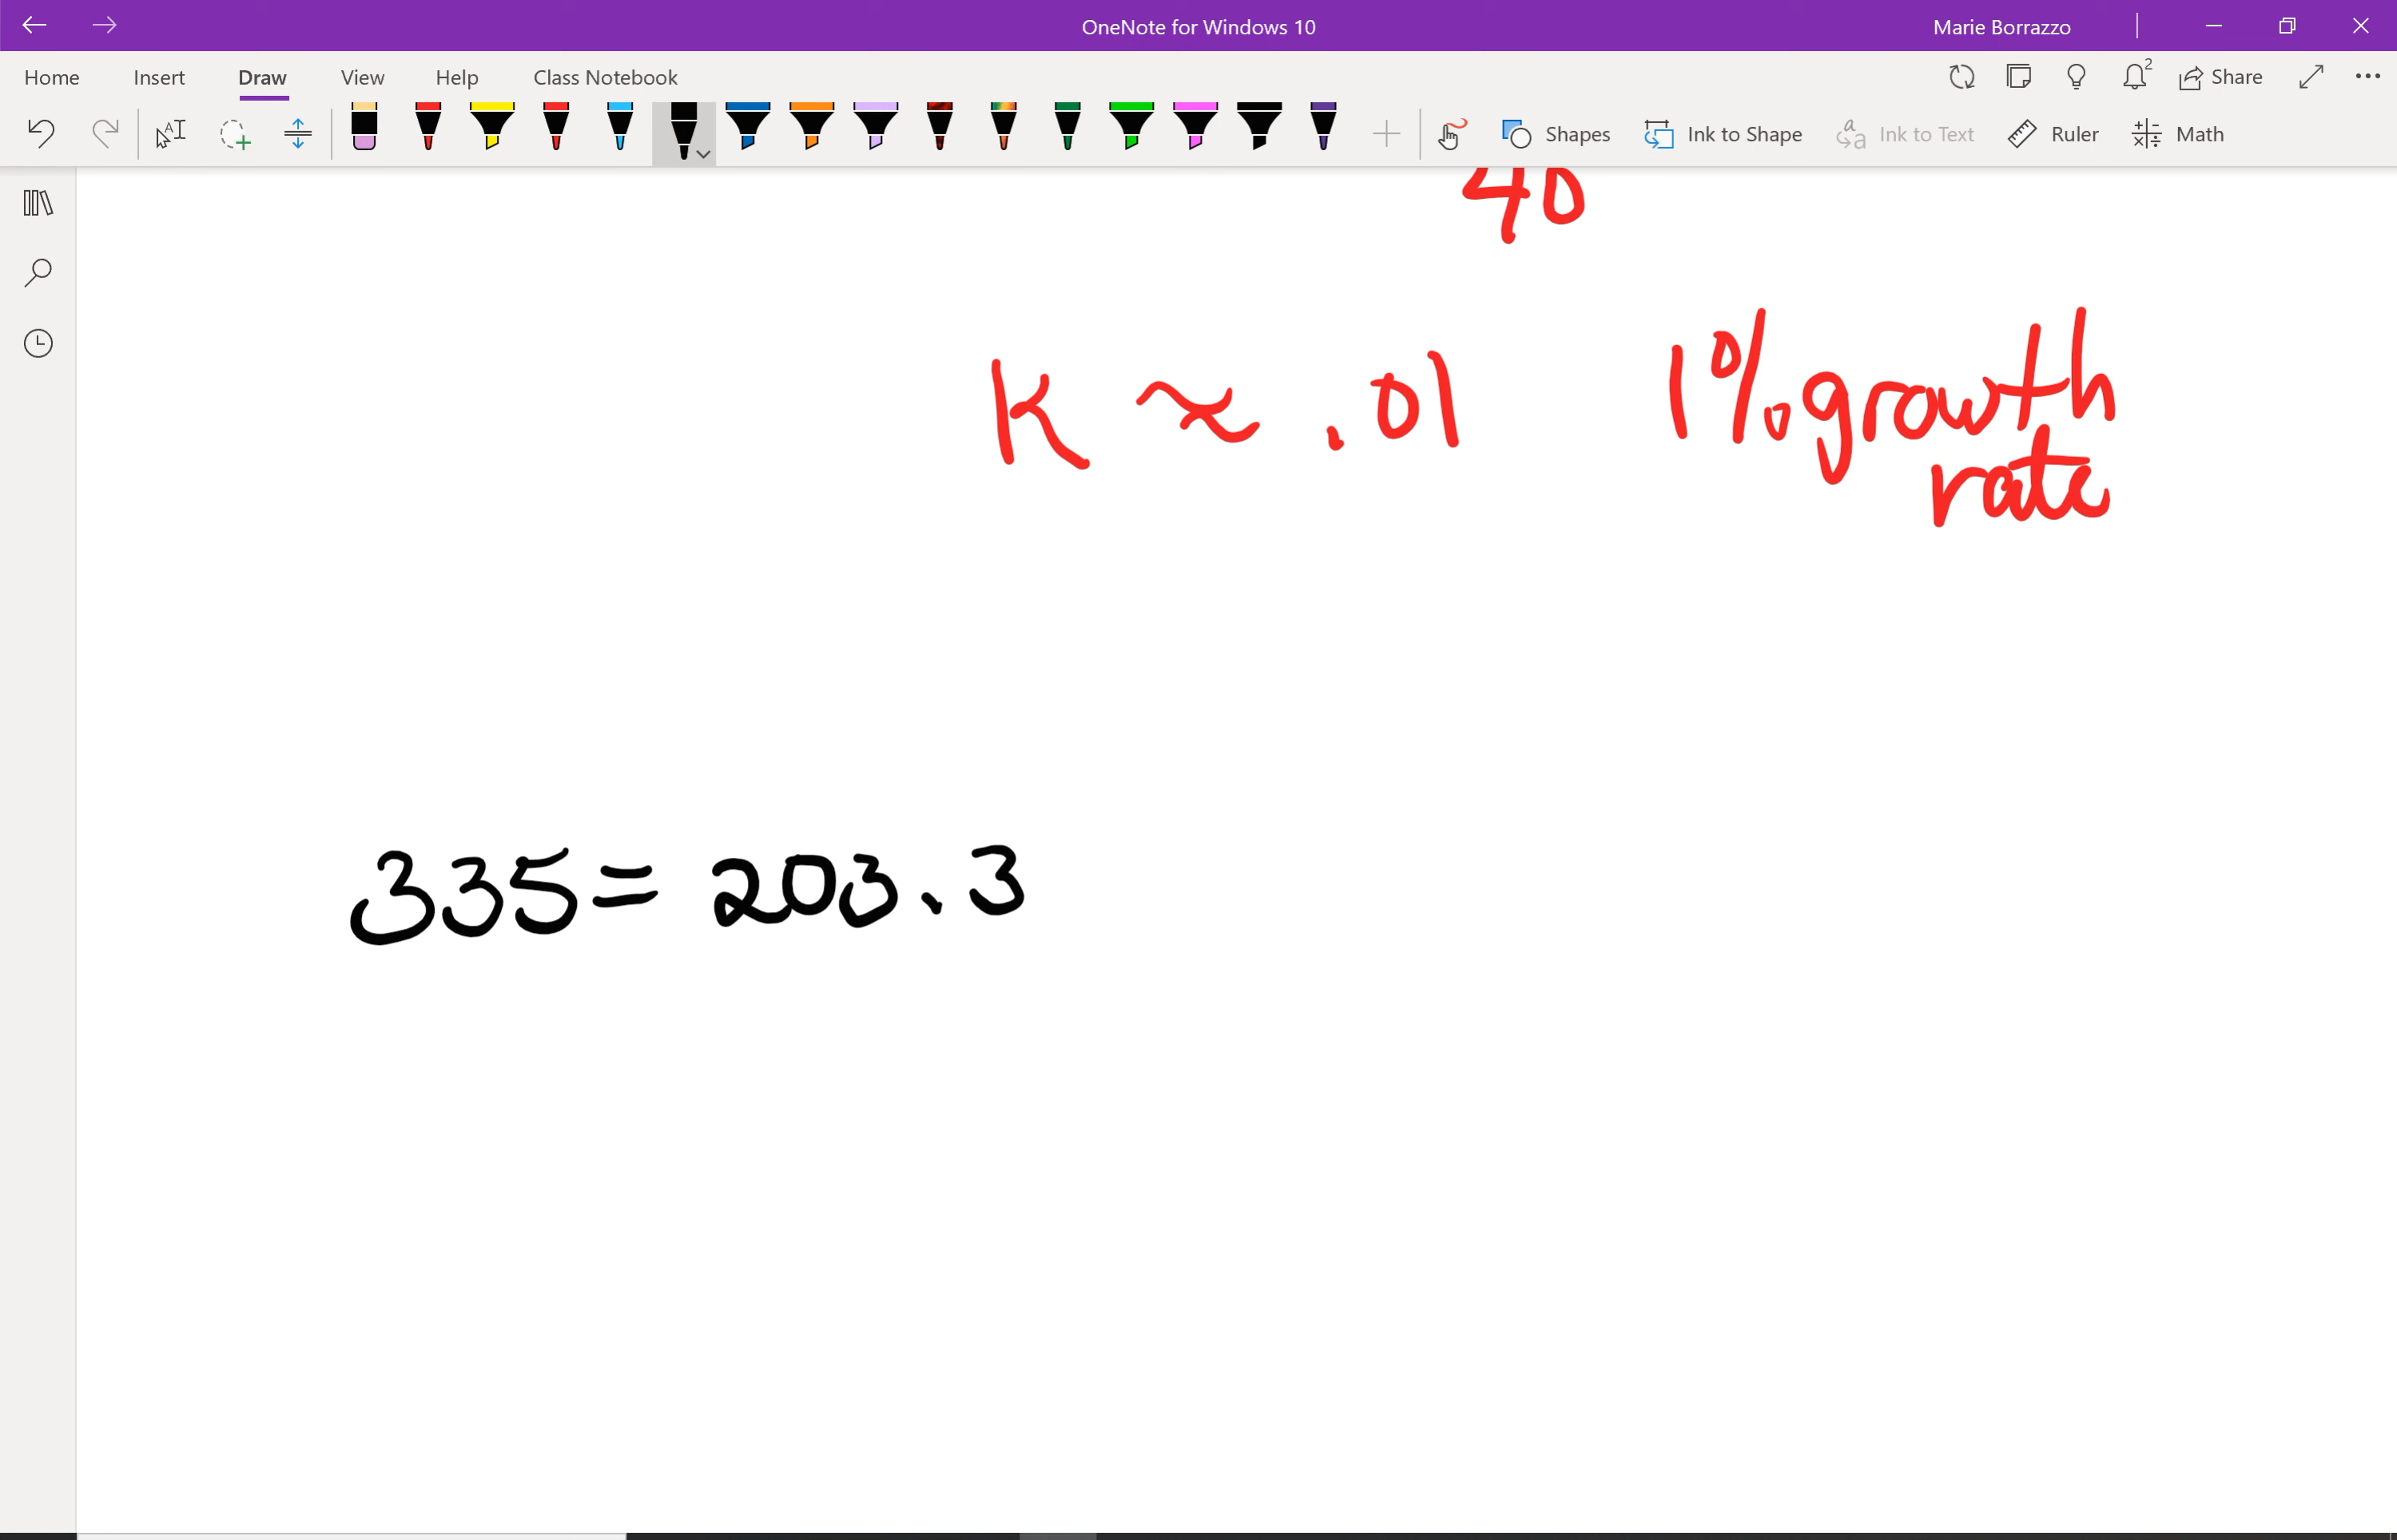 OneNote for Windows 10 Marie Borrazzo
Home Insert Draw View Help Class Notebook 2 Share
Shapes Ink to Shape Ink to Text Ruler Math
40
K ≈ .01 1% growth
rate
335 = 203.3